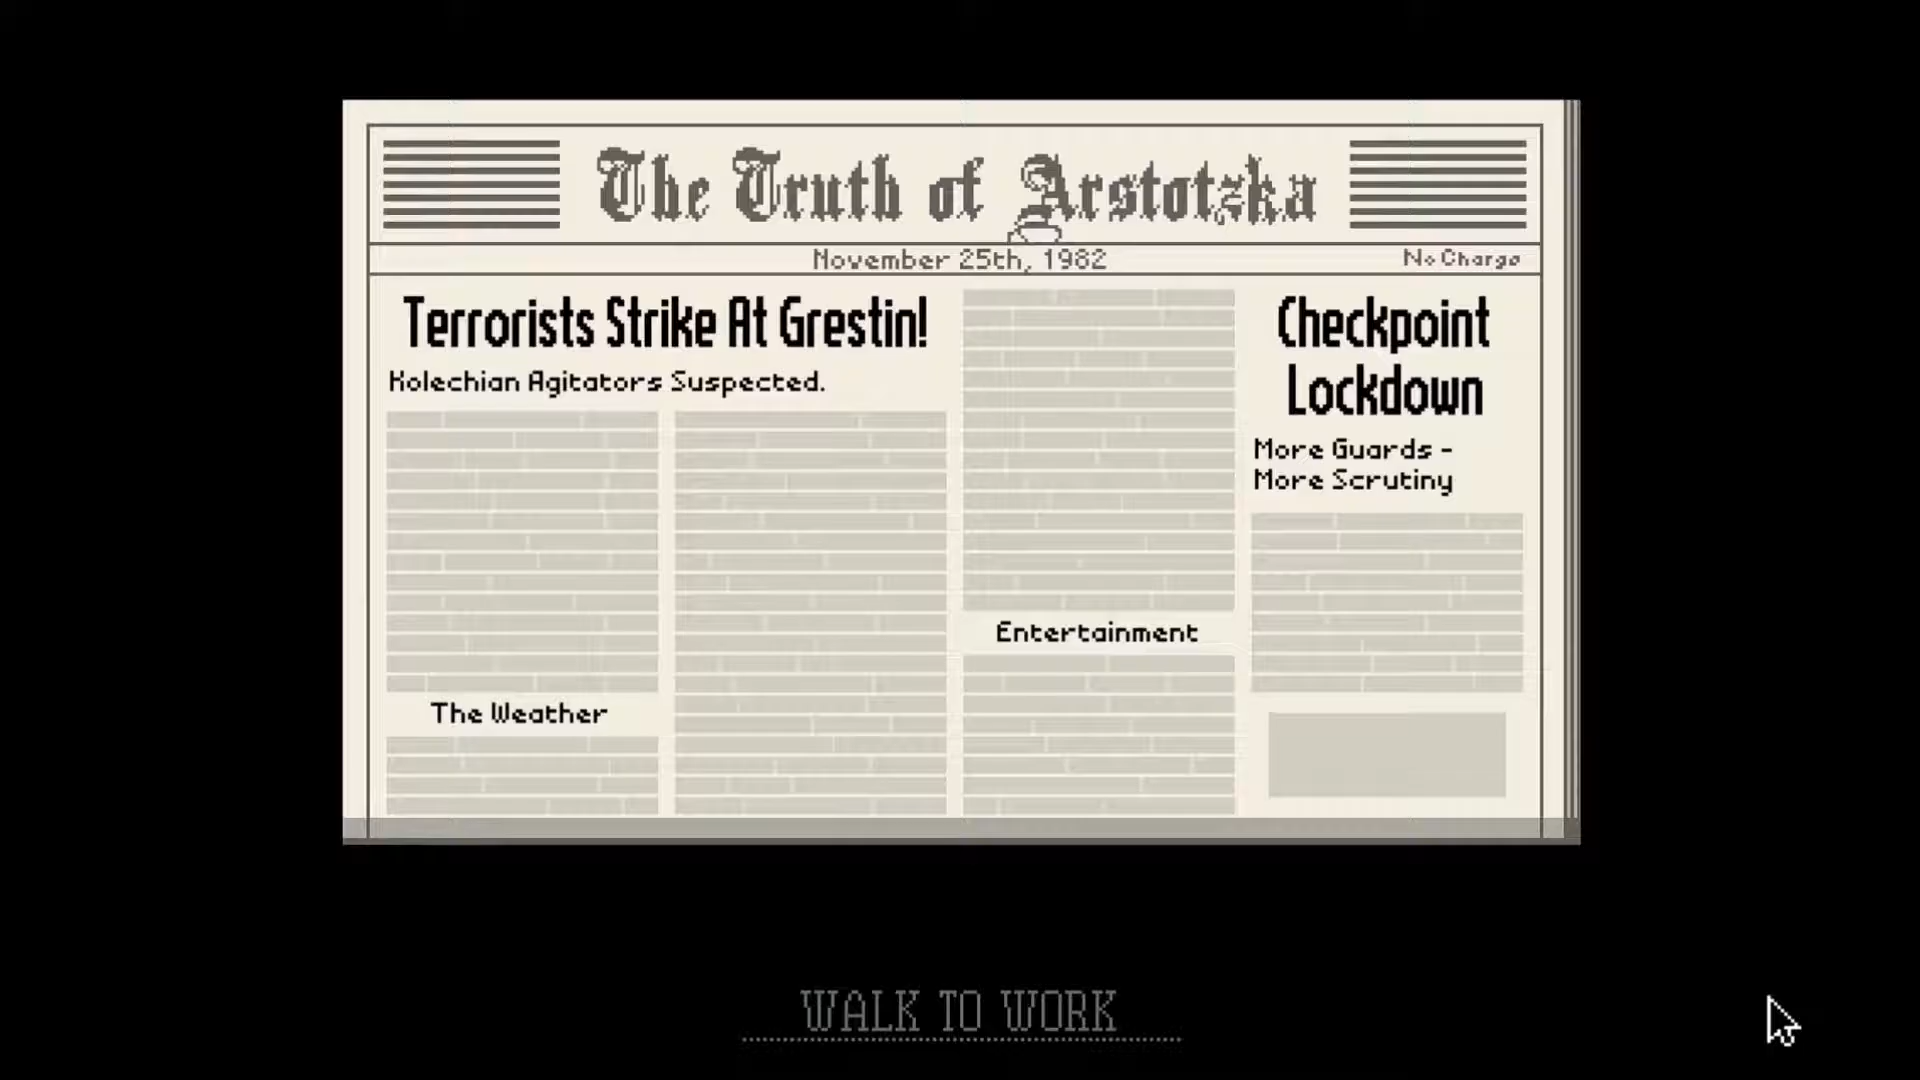 The Truth of Arstotzka
November 25th, 1982
No Charge
Terrorists Strike At Grestin!
Kolechian Agitators Suspected.
The Weather
Entertainment
Checkpoint
Lockdown
More Guards -
More Scrutiny
WALK TO WORK